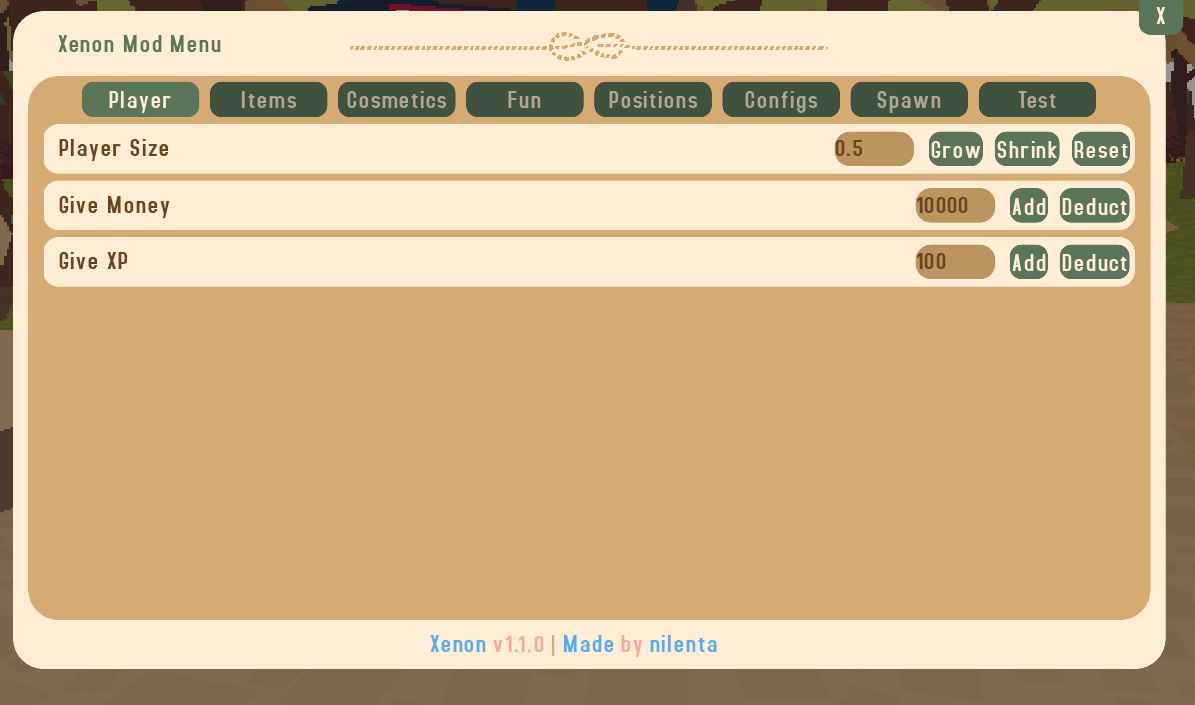 X
Xenon Mod Menu
Player Items Cosmetics Fun Positions Configs Spawn Test
Player Size 0.5 Grow Shrink Reset
Give Money 10000 Add Deduct
Give XP 100 Add Deduct
Xenon v1.1.0 | Made by nilenta